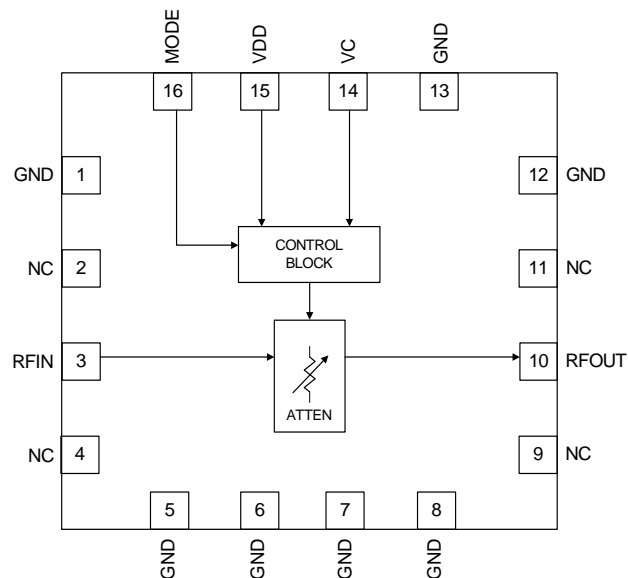 MODE
VDD
VC
GND
16
15
14
13
GND
1
12
GND
NC
2
CONTROL
BLOCK
11
NC
RFIN
3
ATTEN
10
RFOUT
NC
4
9
NC
5
6
7
8
GND
GND
GND
GND